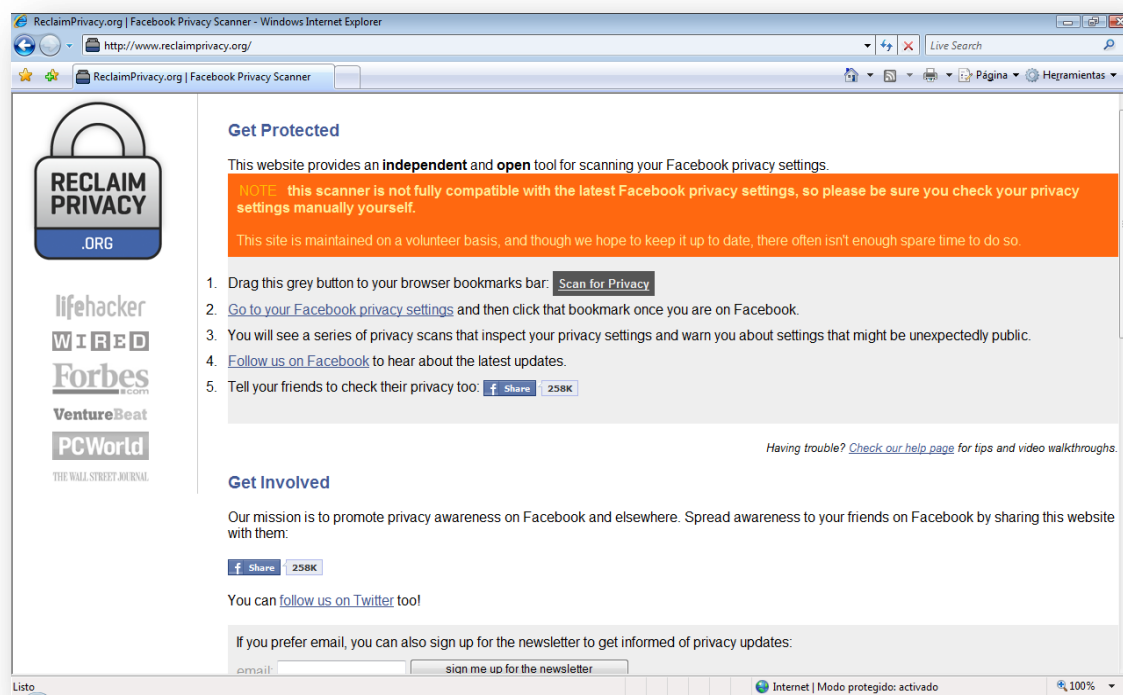 ReclaimPrivacy.org | Facebook Privacy Scanner - Windows Internet Explorer
http://www.reclaimprivacy.org/
Live Search
ReclaimPrivacy.org | Facebook Privacy Scanner
Página
Herramientas
RECLAIM
PRIVACY
.ORG
lifehacker
WIRED
Forbes
.com
VentureBeat
PCWorld
THE WALL STREET JOURNAL
Get Protected
This website provides an independent and open tool for scanning your Facebook privacy settings.
NOTE this scanner is not fully compatible with the latest Facebook privacy settings, so please be sure you check your privacy
settings manually yourself.
This site is maintained on a volunteer basis, and though we hope to keep it up to date, there often isn't enough spare time to do so.
1. Drag this grey button to your browser bookmarks bar: Scan for Privacy
2. Go to your Facebook privacy settings and then click that bookmark once you are on Facebook.
3. You will see a series of privacy scans that inspect your privacy settings and warn you about settings that might be unexpectedly public.
4. Follow us on Facebook to hear about the latest updates.
5. Tell your friends to check their privacy too: f Share 258K
Having trouble? Check our help page for tips and video walkthroughs.
Get Involved
Our mission is to promote privacy awareness on Facebook and elsewhere. Spread awareness to your friends on Facebook by sharing this website
with them:
f Share 258K
You can follow us on Twitter too!
If you prefer email, you can also sign up for the newsletter to get informed of privacy updates:
email: sign me up for the newsletter
Listo
Internet | Modo protegido: activado
100%